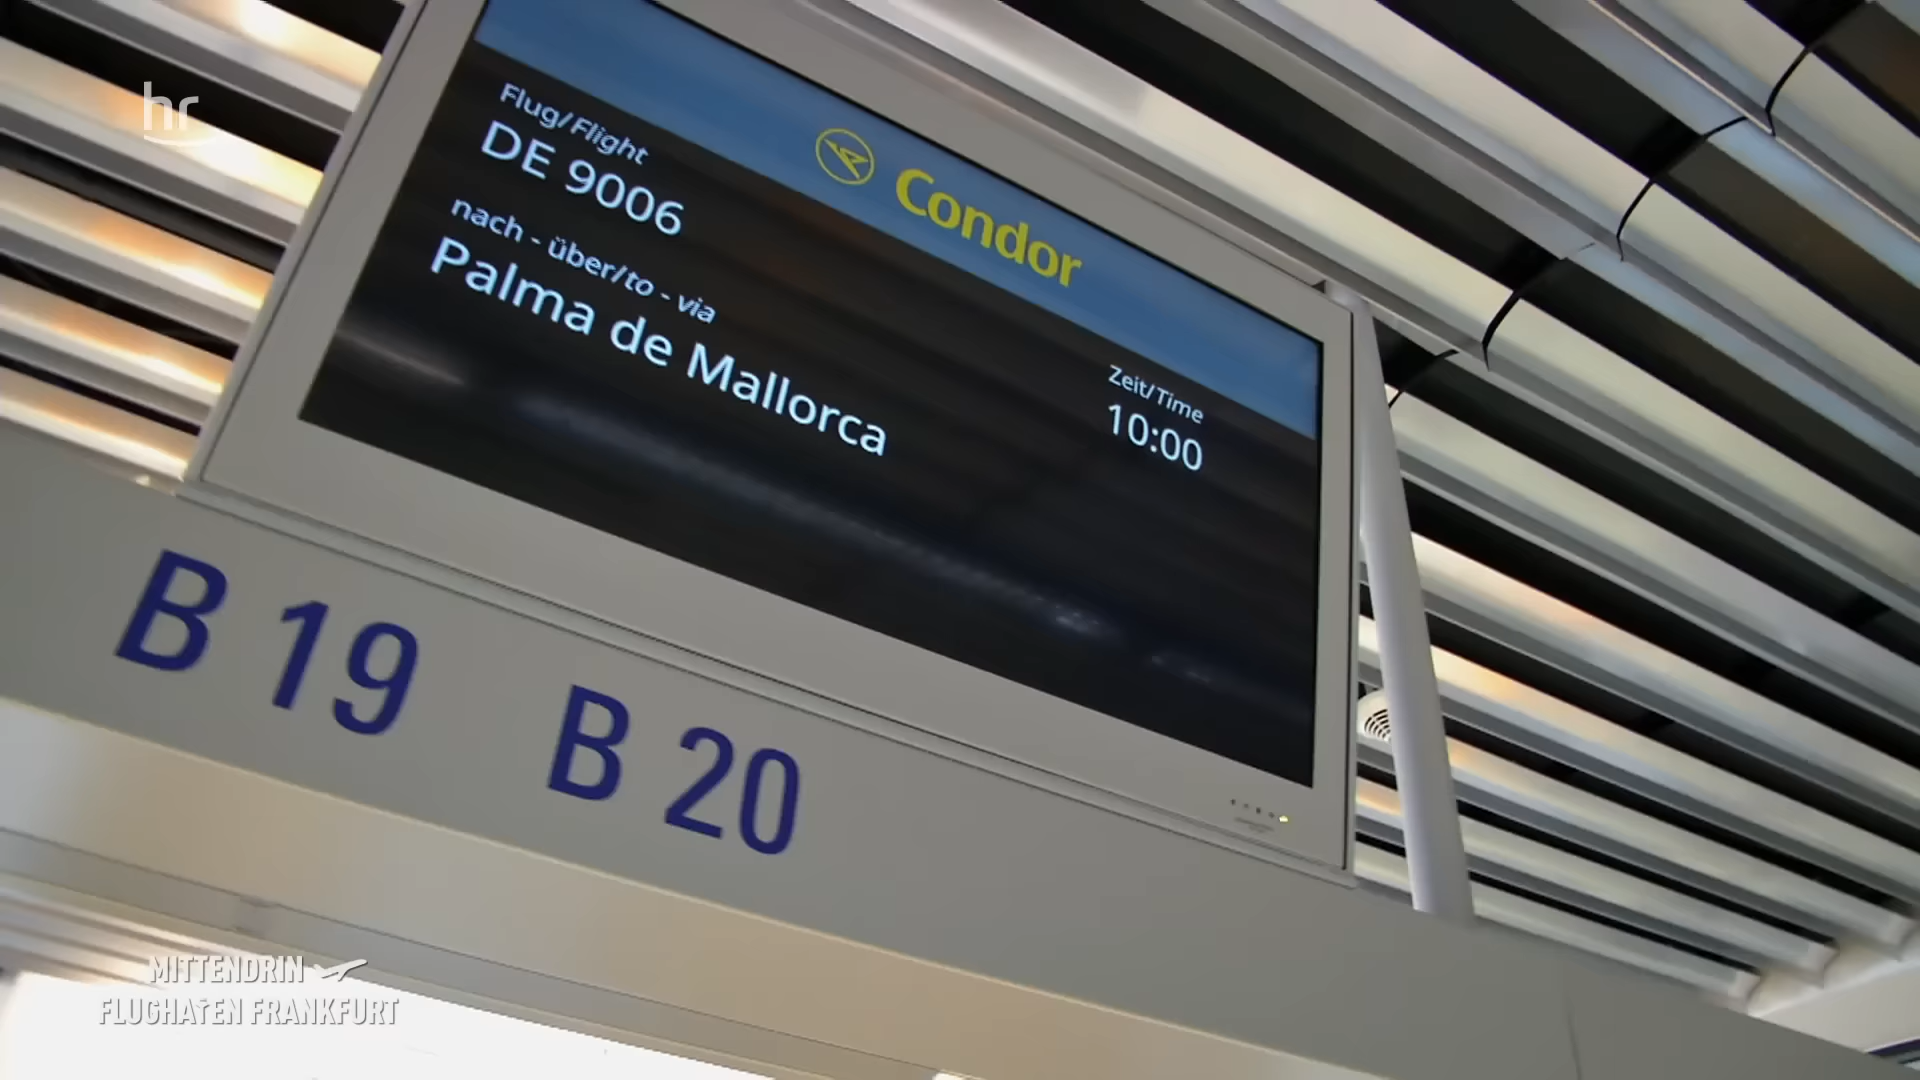 hr
Condor
Flug/Flight
DE 9006
nach - über/to - via
Palma de Mallorca
Zeit/Time
10:00
B 19 B 20
MITTENDRIN
FLUGHAFEN FRANKFURT